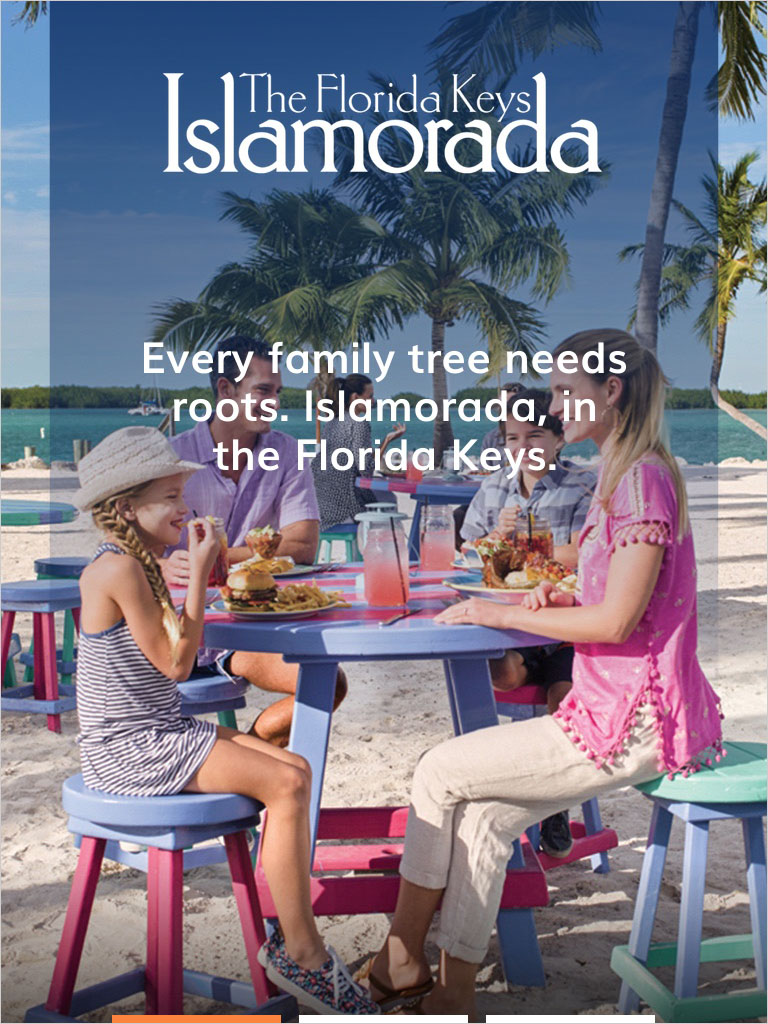 The Florida Keys
Islamorada
Every family tree needs
roots. Islamorada, in
the Florida Keys.